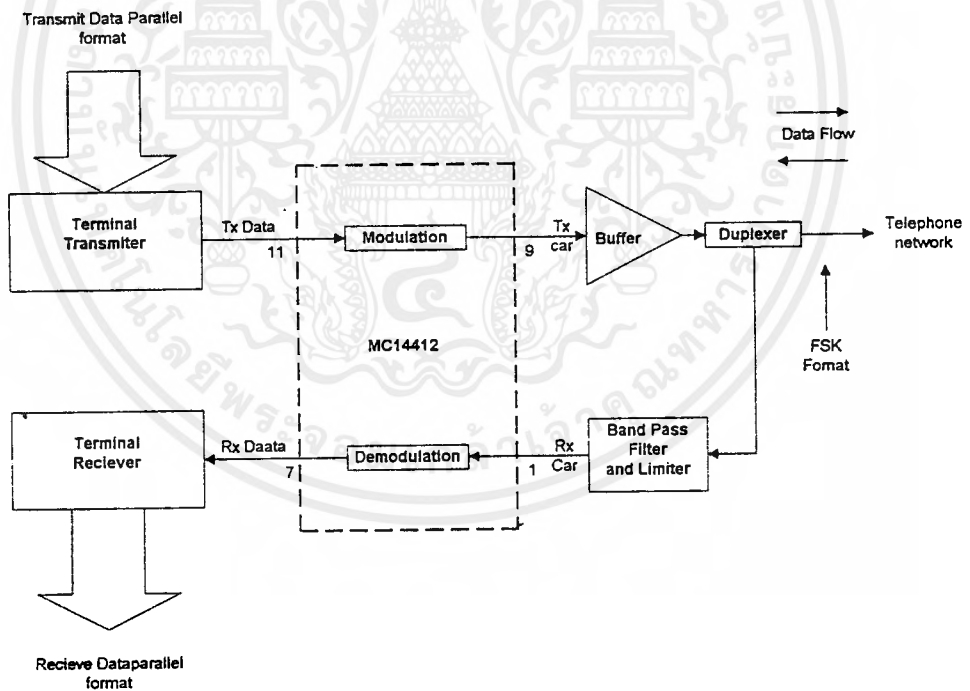 Transmit Data Parallel
format
Data Flow
Terminal
Transmiter
Tx Data
11
Modulation
9
Tx
car
Buffer
Duplexer
Telephone
network
MC14412
FSK
Fomat
Terminal
Reciever
Rx Daata
7
Demodulation
1
Rx
Car
Band Pass
Filter
and Limiter
Recieve Dataparallel
format